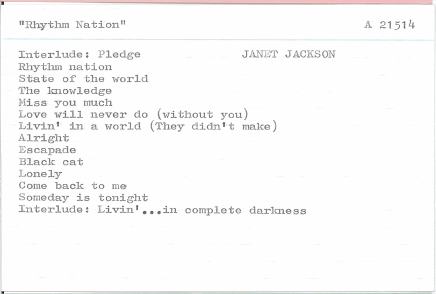 "Rhythm Nation" A 21514
Interlude: Pledge JANET JACKSON
Rhythm nation
State of the world
The knowledge
Miss you much
Love will never do (without you)
Livin' in a world (They didn't make)
Alright
Escapade
Black cat
Lonely
Come back to me
Someday is tonight
Interlude: Livin'...in complete darkness